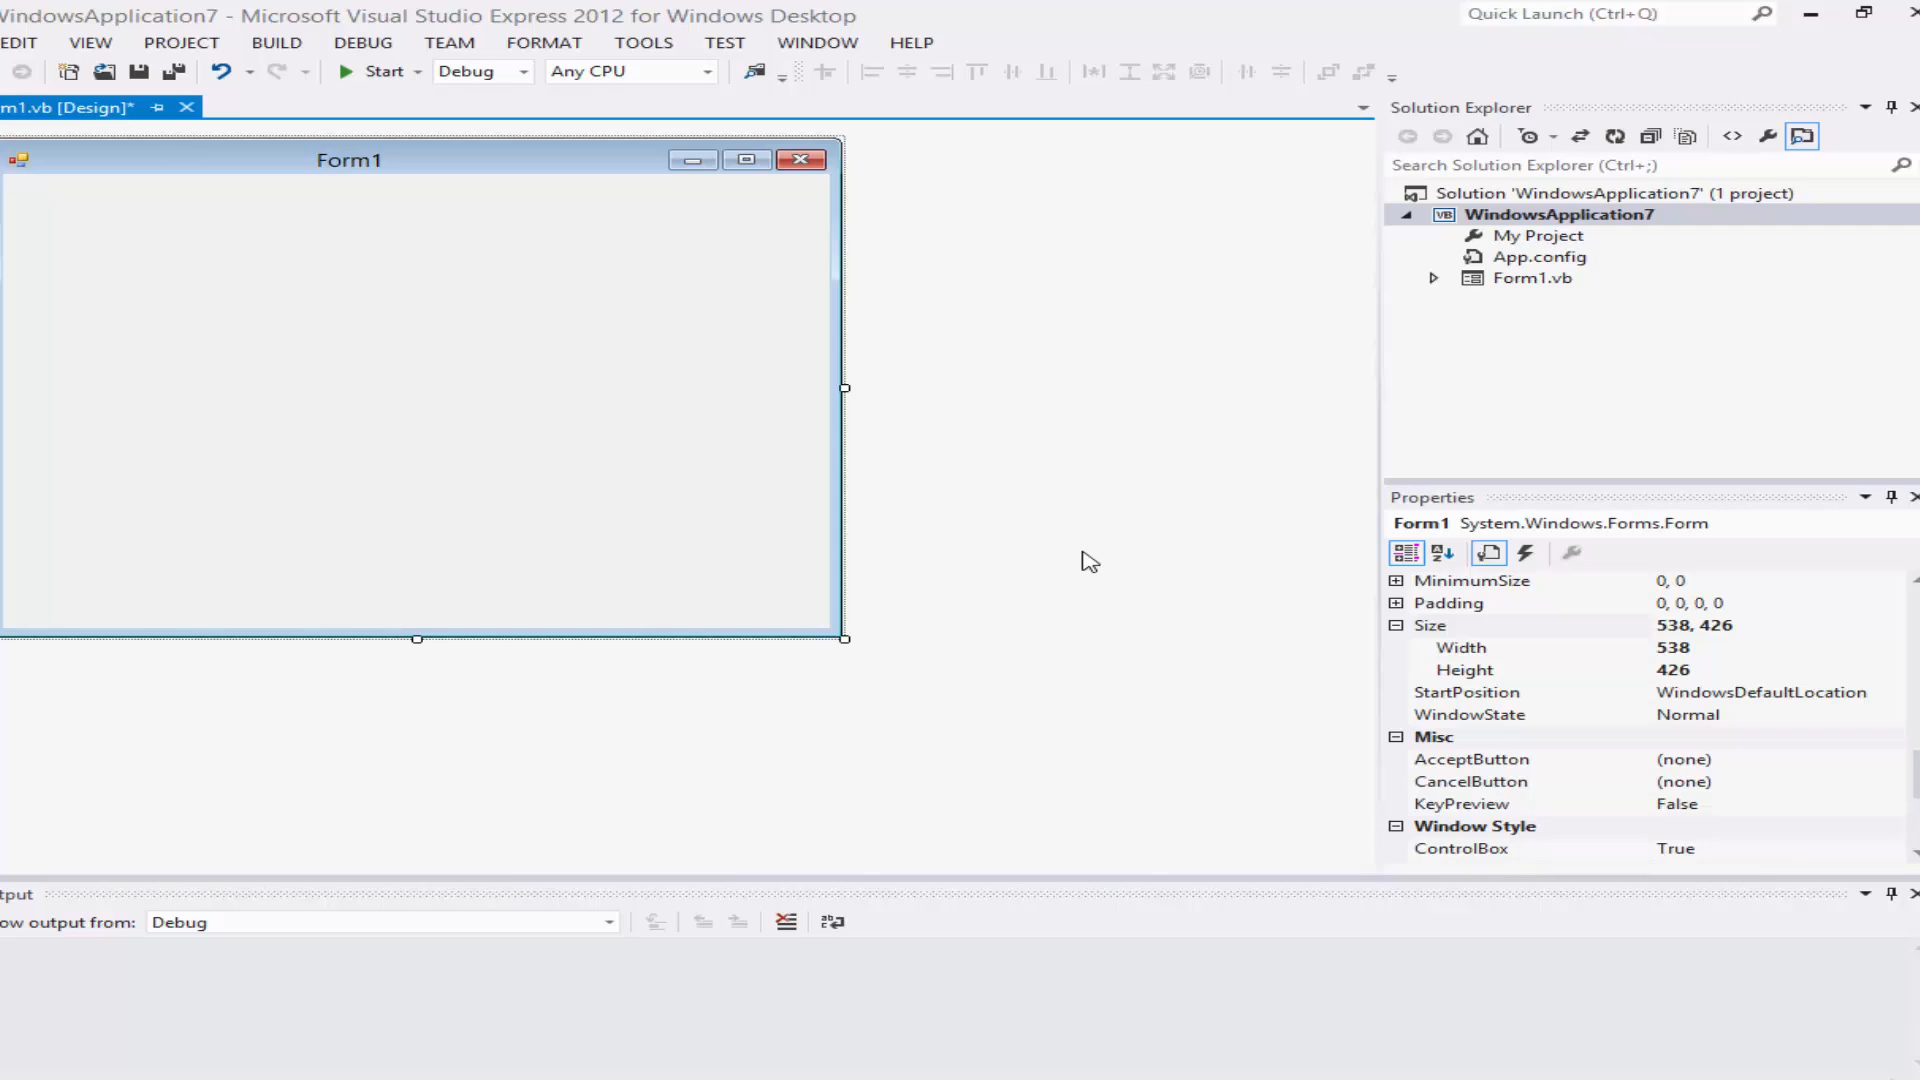 WindowsApplication7 - Microsoft Visual Studio Express 2012 for Windows Desktop
Quick Launch (Ctrl+Q)
EDIT VIEW PROJECT BUILD DEBUG TEAM FORMAT TOOLS TEST WINDOW HELP
Start Debug Any CPU
m1.vb [Design]*
Form1
Solution Explorer
Search Solution Explorer (Ctrl+;)
Solution 'WindowsApplication7' (1 project)
VB WindowsApplication7
My Project
App.config
Form1.vb
Properties
Form1 System.Windows.Forms.Form
MinimumSize 0, 0
Padding 0, 0, 0, 0
Size 538, 426
Width 538
Height 426
StartPosition WindowsDefaultLocation
WindowState Normal
Misc
AcceptButton (none)
CancelButton (none)
KeyPreview False
Window Style
ControlBox True
tput
ow output from: Debug